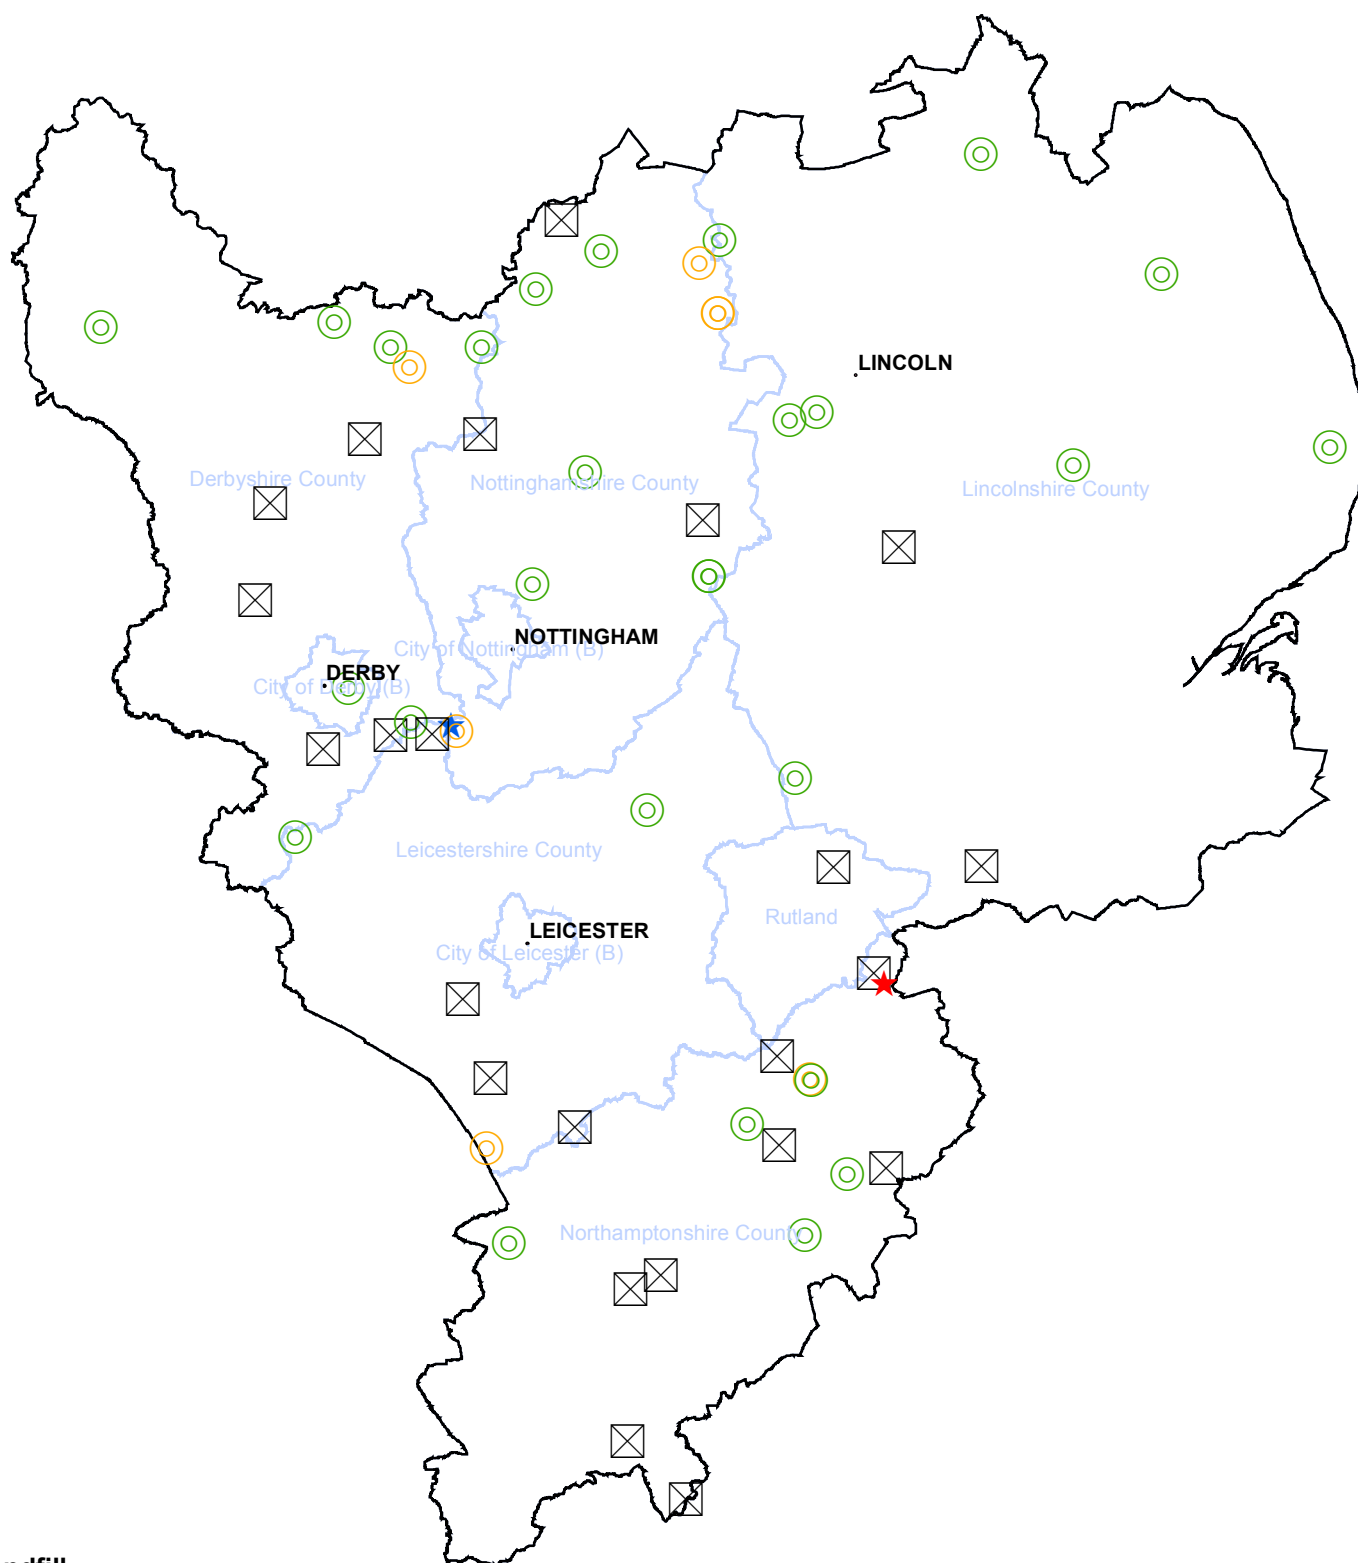 LINCOLN
Derbyshire County
Nottinghamshire County
Lincolnshire County
NOTTINGHAM
City of Nottingham (B)
DERBY
City of Derby (B)
Leicestershire County
Rutland
LEICESTER
City of Leicester (B)
Northamptonshire County